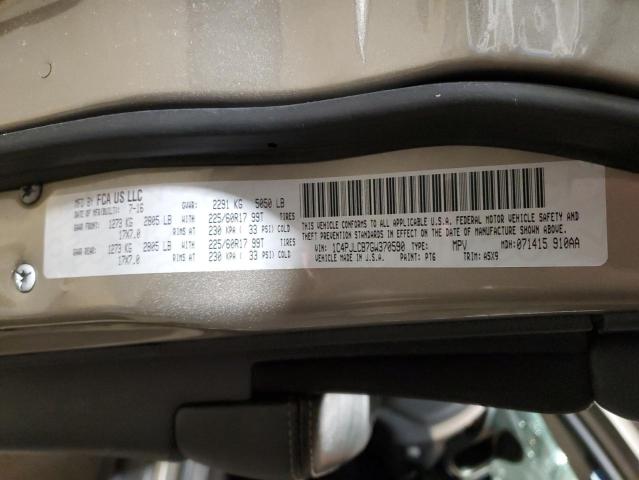 MFD BY FCA US LLC
DATE OF MFR(BUILT): 7-16
GVWR: 2291 KG 5050 LB
GAWR FRONT: 1273 KG 2805 LB WITH 225/60R17 99T TIRES
17X7.0 RIMS AT 230 KPA ( 33 PSI) COLD
GAWR REAR: 1273 KG 2805 LB WITH 225/60R17 99T TIRES
17X7.0 RIMS AT 230 KPA ( 33 PSI) COLD
THIS VEHICLE CONFORMS TO ALL APPLICABLE U.S.A. FEDERAL MOTOR VEHICLE SAFETY AND
THEFT PREVENTION STANDARDS IN EFFECT ON THE DATE OF MANUFACTURE SHOWN ABOVE.
VIN: 1C4PJLCB7GW370590 TYPE: MPV MDH: 071415 910AA
VEHICLE MADE IN U.S.A. PAINT: PTG TRIM: A5X9